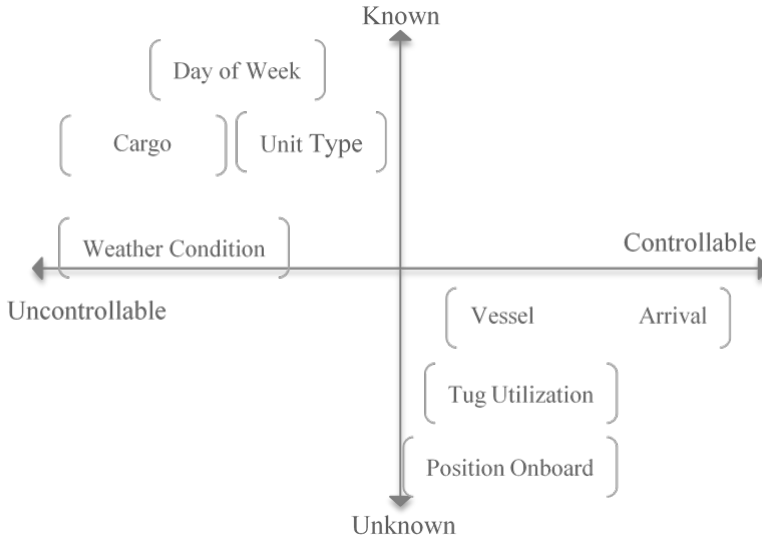 Known
Day of Week
Cargo
Unit Type
Weather Condition
Controllable
Uncontrollable
Vessel Arrival
Tug Utilization
Position Onboard
Unknown